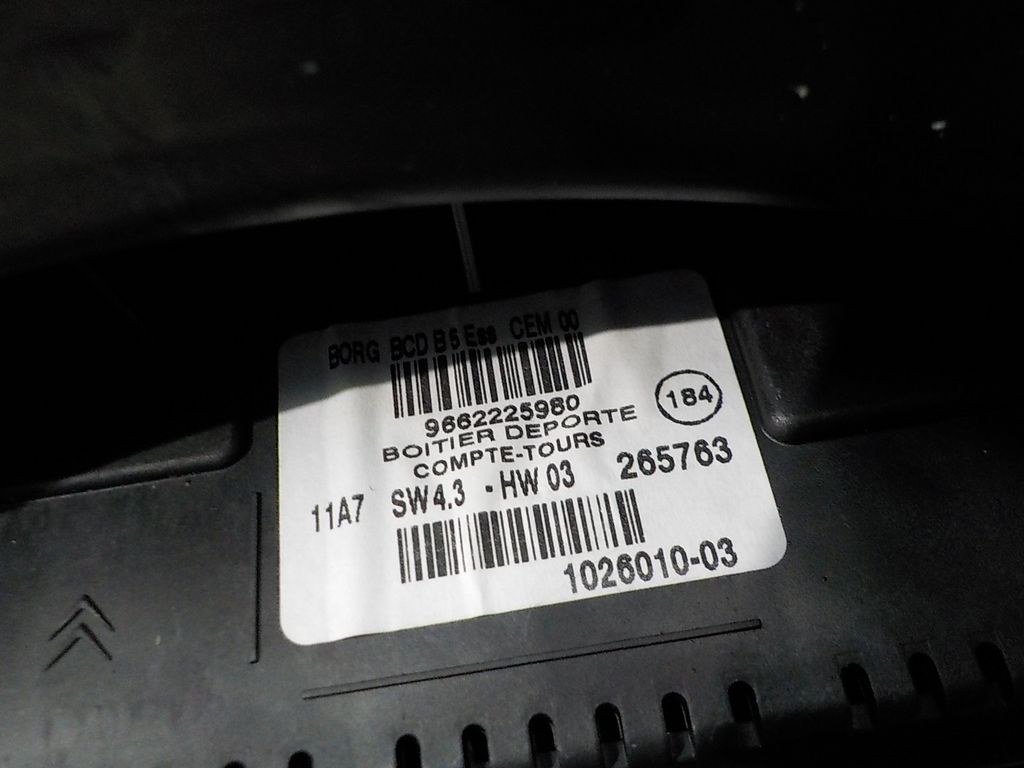 BORG BCD B5 Ess CEM 00
9662225980
BOITIER DEPORTE
COMPTE-TOURS
184
11A7 SW4.3 - HW 03 265763
1026010-03